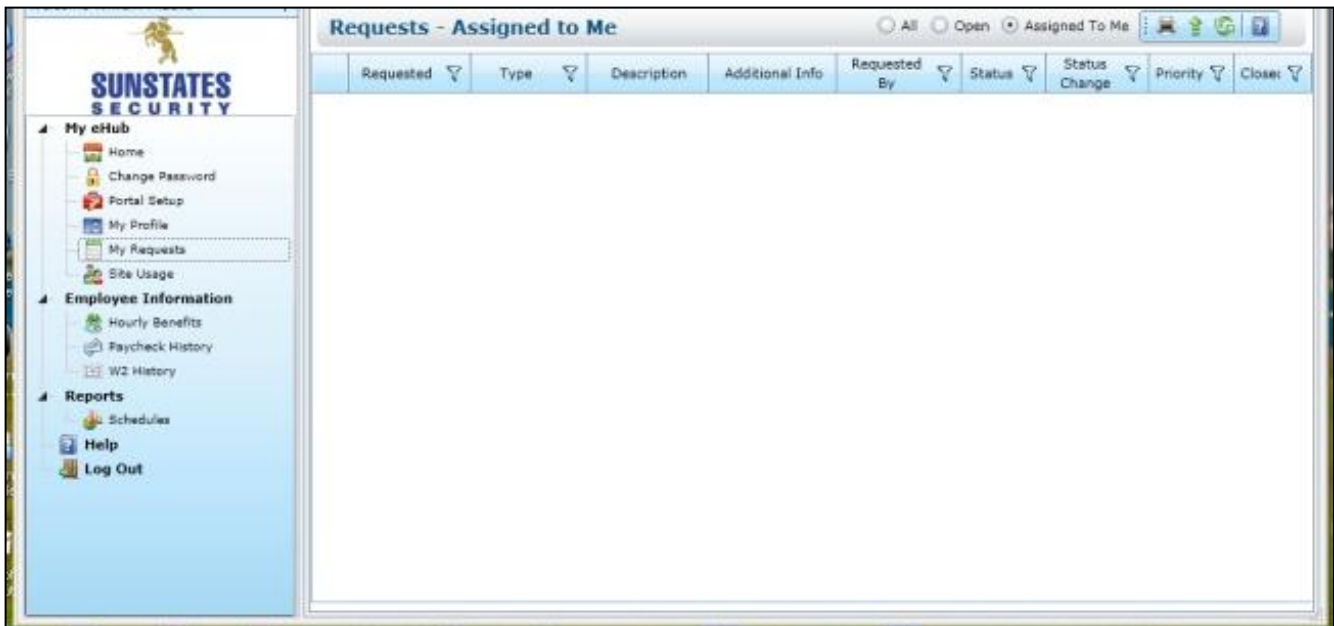 Requests - Assigned to Me
All Open Assigned To Me
Requested Type Description Additional Info Requested By Status Status Change Priority Closed
SUNSTATES
SECURITY
My eHub
Home
Change Password
Portal Setup
My Profile
My Requests
Site Usage
Employee Information
Hourly Benefits
Paycheck History
W2 History
Reports
Schedules
Help
Log Out